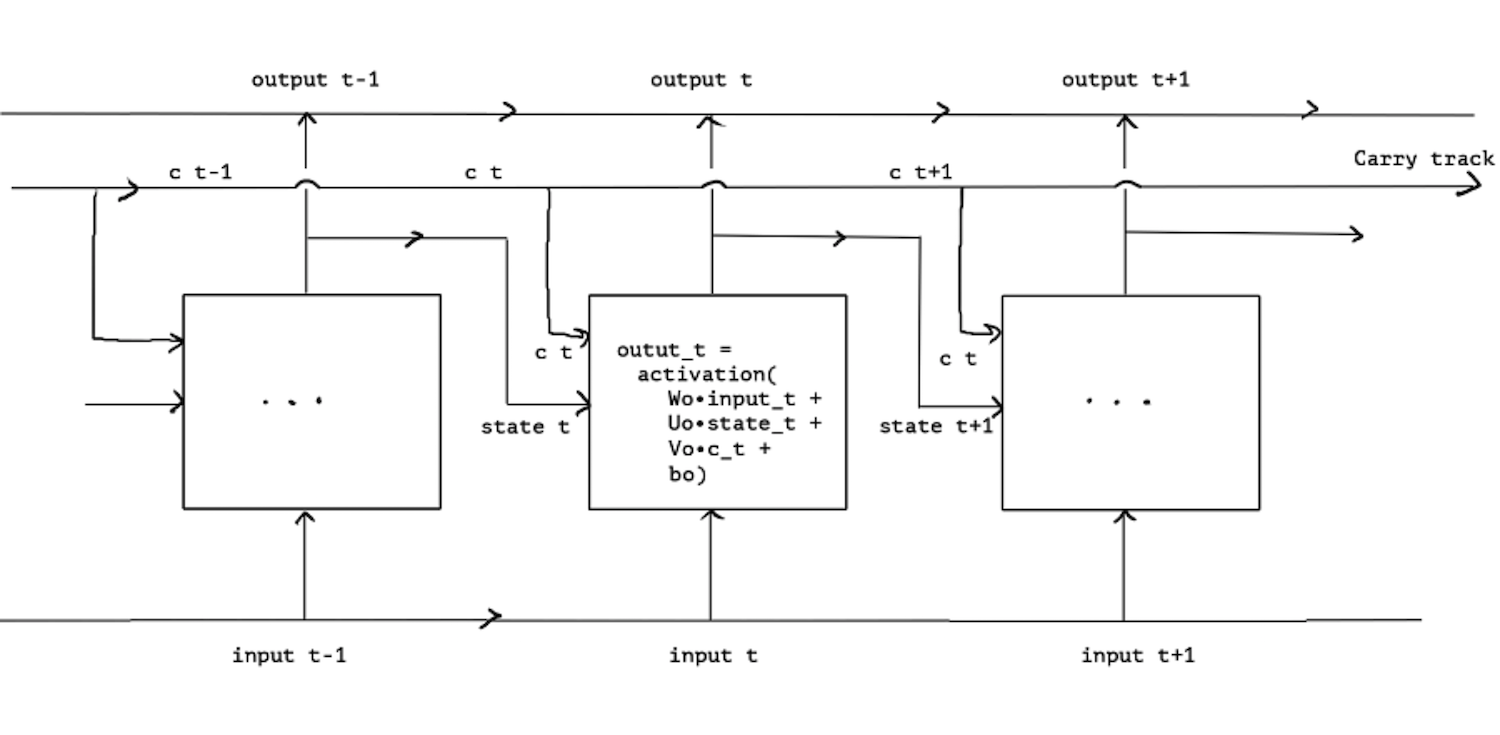 output t-1
output t
output t+1
Carry track
c t-1
c t
c t+1
c t
outut_t =
activation(
Wo•input_t +
Uo•state_t +
Vo•c_t +
bo)
c t
state t
state t+1
. . .
. . .
input t-1
input t
input t+1